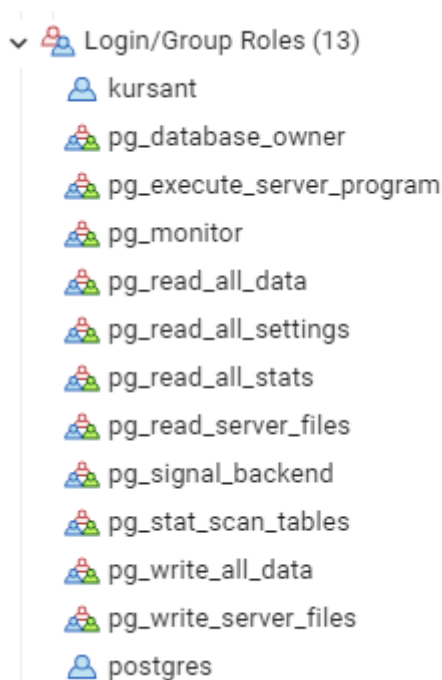 Login/Group Roles (13)
kursant
pg_database_owner
pg_execute_server_program
pg_monitor
pg_read_all_data
pg_read_all_settings
pg_read_all_stats
pg_read_server_files
pg_signal_backend
pg_stat_scan_tables
pg_write_all_data
pg_write_server_files
postgres